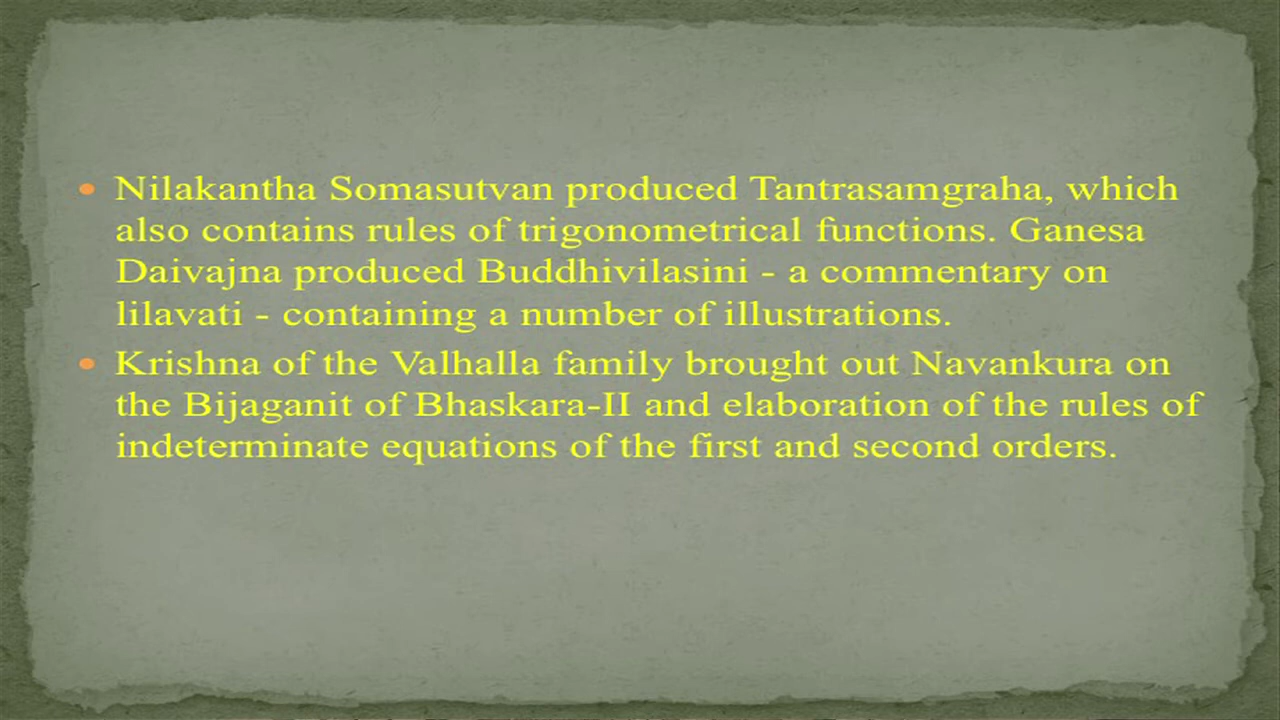 • Nilakantha Somasutvan produced Tantrasamgraha, which
also contains rules of trigonometrical functions. Ganesa
Daivajna produced Buddhivilasini - a commentary on
lilavati - containing a number of illustrations.
• Krishna of the Valhalla family brought out Navankura on
the Bijaganit of Bhaskara-II and elaboration of the rules of
indeterminate equations of the first and second orders.